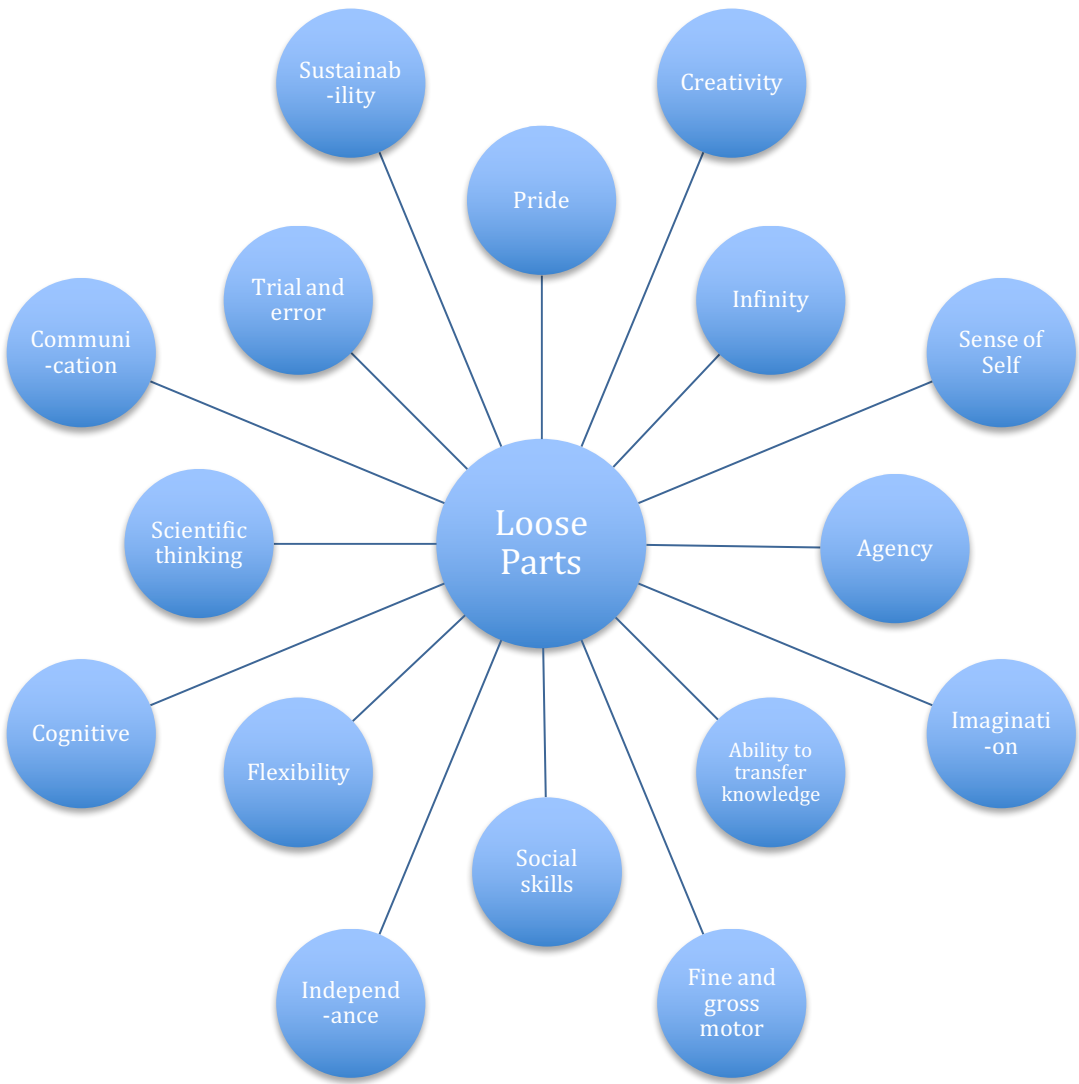 Sustainab
-ility
Creativity
Pride
Trial and
error
Infinity
Communi
-cation
Sense of
Self
Loose
Parts
Scientific
thinking
Agency
Cognitive
Flexibility
Ability to
transfer
knowledge
Imaginati
-on
Social
skills
Independ
-ance
Fine and
gross
motor